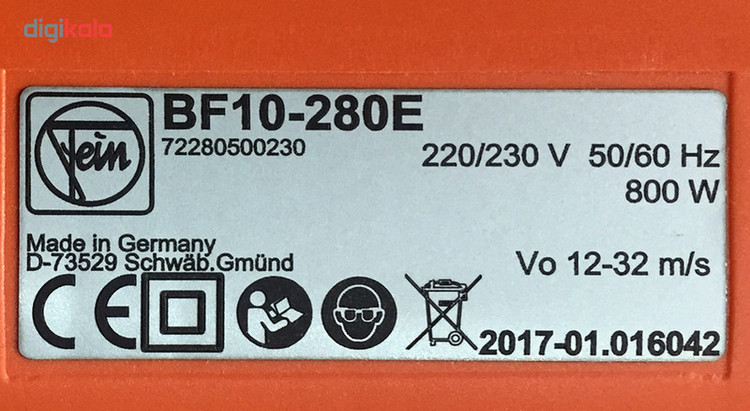 digikala
Fein
BF10-280E
72280500230
220/230 V 50/60 Hz
800 W
Made in Germany
D-73529 Schwäb.Gmünd
Vo 12-32 m/s
CE
2017-01.016042